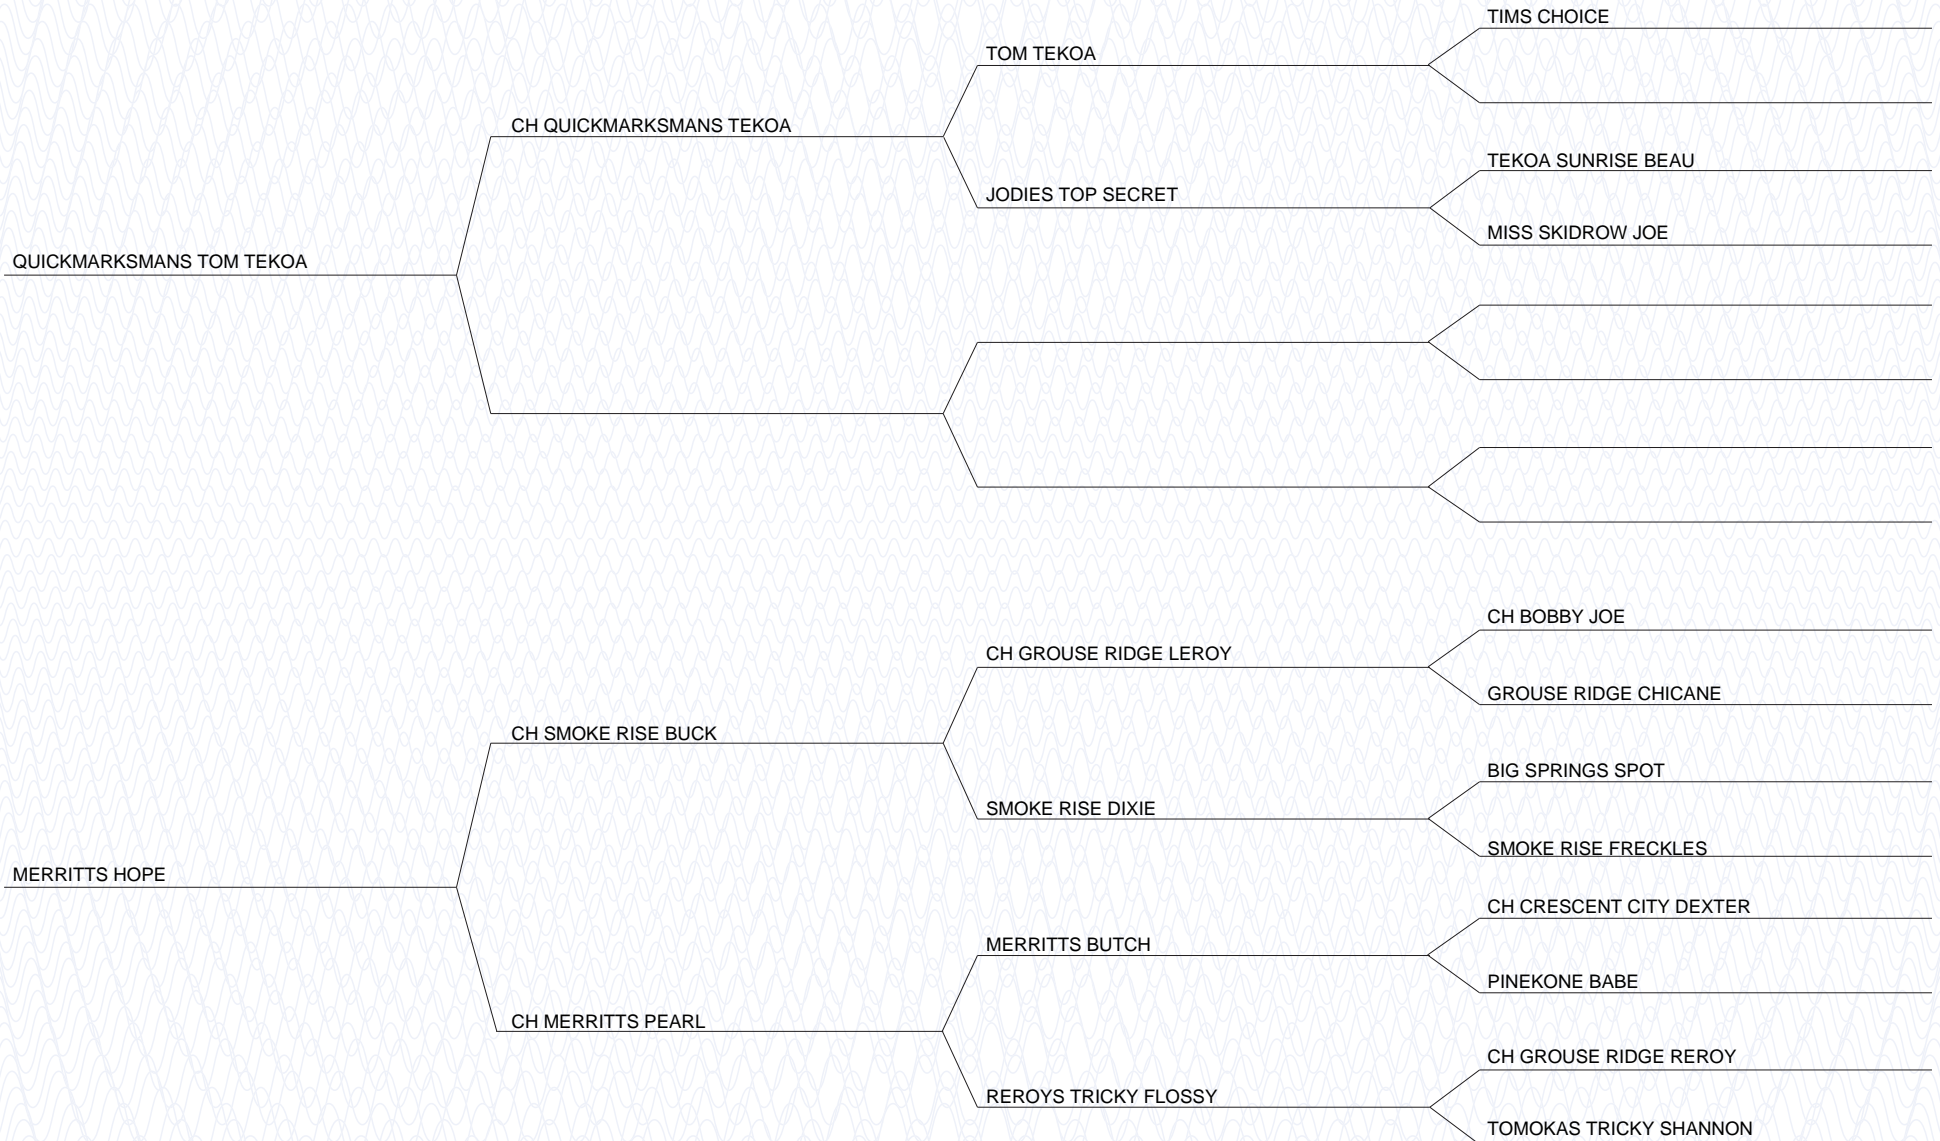 TIMS CHOICE
TOM TEKOA
CH QUICKMARKSMANS TEKOA
TEKOA SUNRISE BEAU
JODIES TOP SECRET
MISS SKIDROW JOE
QUICKMARKSMANS TOM TEKOA
CH BOBBY JOE
CH GROUSE RIDGE LEROY
GROUSE RIDGE CHICANE
CH SMOKE RISE BUCK
BIG SPRINGS SPOT
SMOKE RISE DIXIE
SMOKE RISE FRECKLES
MERRITTS HOPE
CH CRESCENT CITY DEXTER
MERRITTS BUTCH
PINEKONE BABE
CH MERRITTS PEARL
CH GROUSE RIDGE REROY
REROYS TRICKY FLOSSY
TOMOKAS TRICKY SHANNON